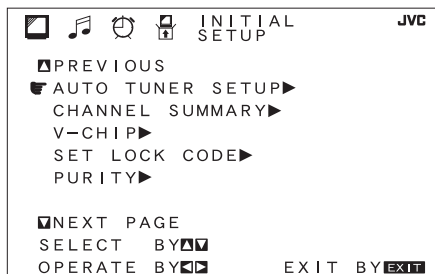 INITIAL SETUP JVC
▲PREVIOUS
AUTO TUNER SETUP▶
CHANNEL SUMMARY▶
V–CHIP▶
SET LOCK CODE▶
PURITY▶
▼NEXT PAGE
SELECT BY▲▼
OPERATE BY◀▶ EXIT BY EXIT